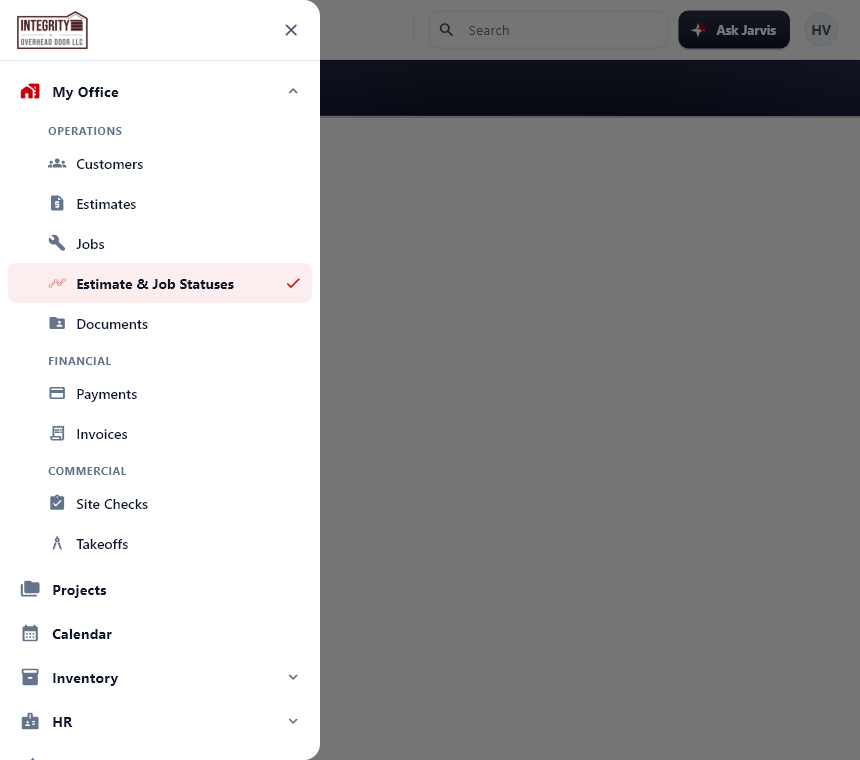 INTEGRITY
OVERHEAD DOOR LLC
Search
Ask Jarvis
HV
My Office
OPERATIONS
Customers
Estimates
Jobs
Estimate & Job Statuses
Documents
FINANCIAL
Payments
Invoices
COMMERCIAL
Site Checks
Takeoffs
Projects
Calendar
Inventory
HR